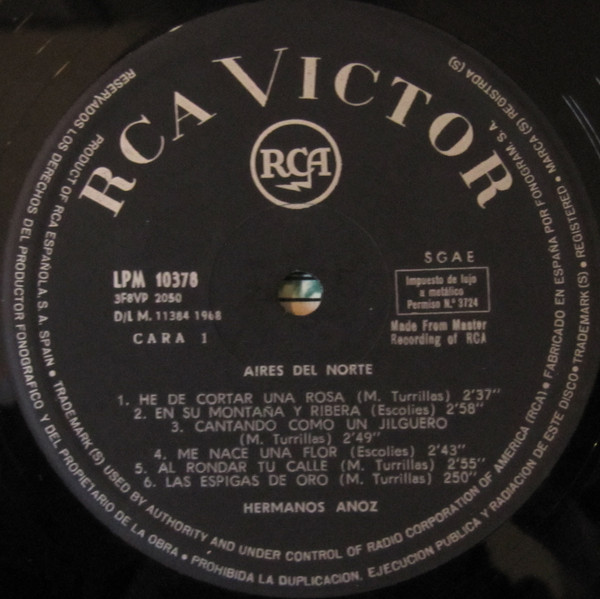 RCA VICTOR
RCA
LPM 10378
3F8VP 2050
D/L M. 11384 1968
CARA 1
SGAE
Impuesto de lujo
a metálico
Permiso N.º 3724
Made From Master
Recording of RCA
AIRES DEL NORTE
1. HE DE CORTAR UNA ROSA (M. Turrillas) 2'37"
2. EN SU MONTAÑA Y RIBERA (Escolies) 2'58"
3. CANTANDO COMO UN JILGUERO
(M. Turrillas) 2'49"
4. ME NACE UNA FLOR (Escolies) 2'43"
5. AL RONDAR TU CALLE (M. Turrillas) 2'55"
6. LAS ESPIGAS DE ORO (M. Turrillas) 250"
HERMANOS ANOZ
PRODUCT OF RCA ESPAÑOLA, S. A. SPAIN • TRADEMARK (S) USED BY AUTHORITY AND UNDER CONTROL OF RADIO CORPORATION OF AMERICA (RCA) • FABRICADO EN ESPAÑA POR FONOGRAM, S. A.
RESERVADOS LOS DERECHOS DEL PRODUCTOR FONOGRAFICO Y DEL PROPIETARIO DE LA OBRA • PROHIBIDA LA DUPLICACION, EJECUCION PUBLICA Y RADIACION DE ESTE DISCO • TRADEMARK (S) • REGISTERED • MARCA (S) REGISTRDA (S)